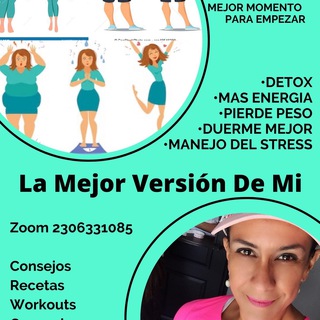 MEJOR MOMENTO
PARA EMPEZAR
•DETOX
•MAS ENERGIA
•PIERDE PESO
•DUERME MEJOR
•MANEJO DEL STRESS
La Mejor Versión De Mi
Zoom 2306331085
Consejos
Recetas
Workouts